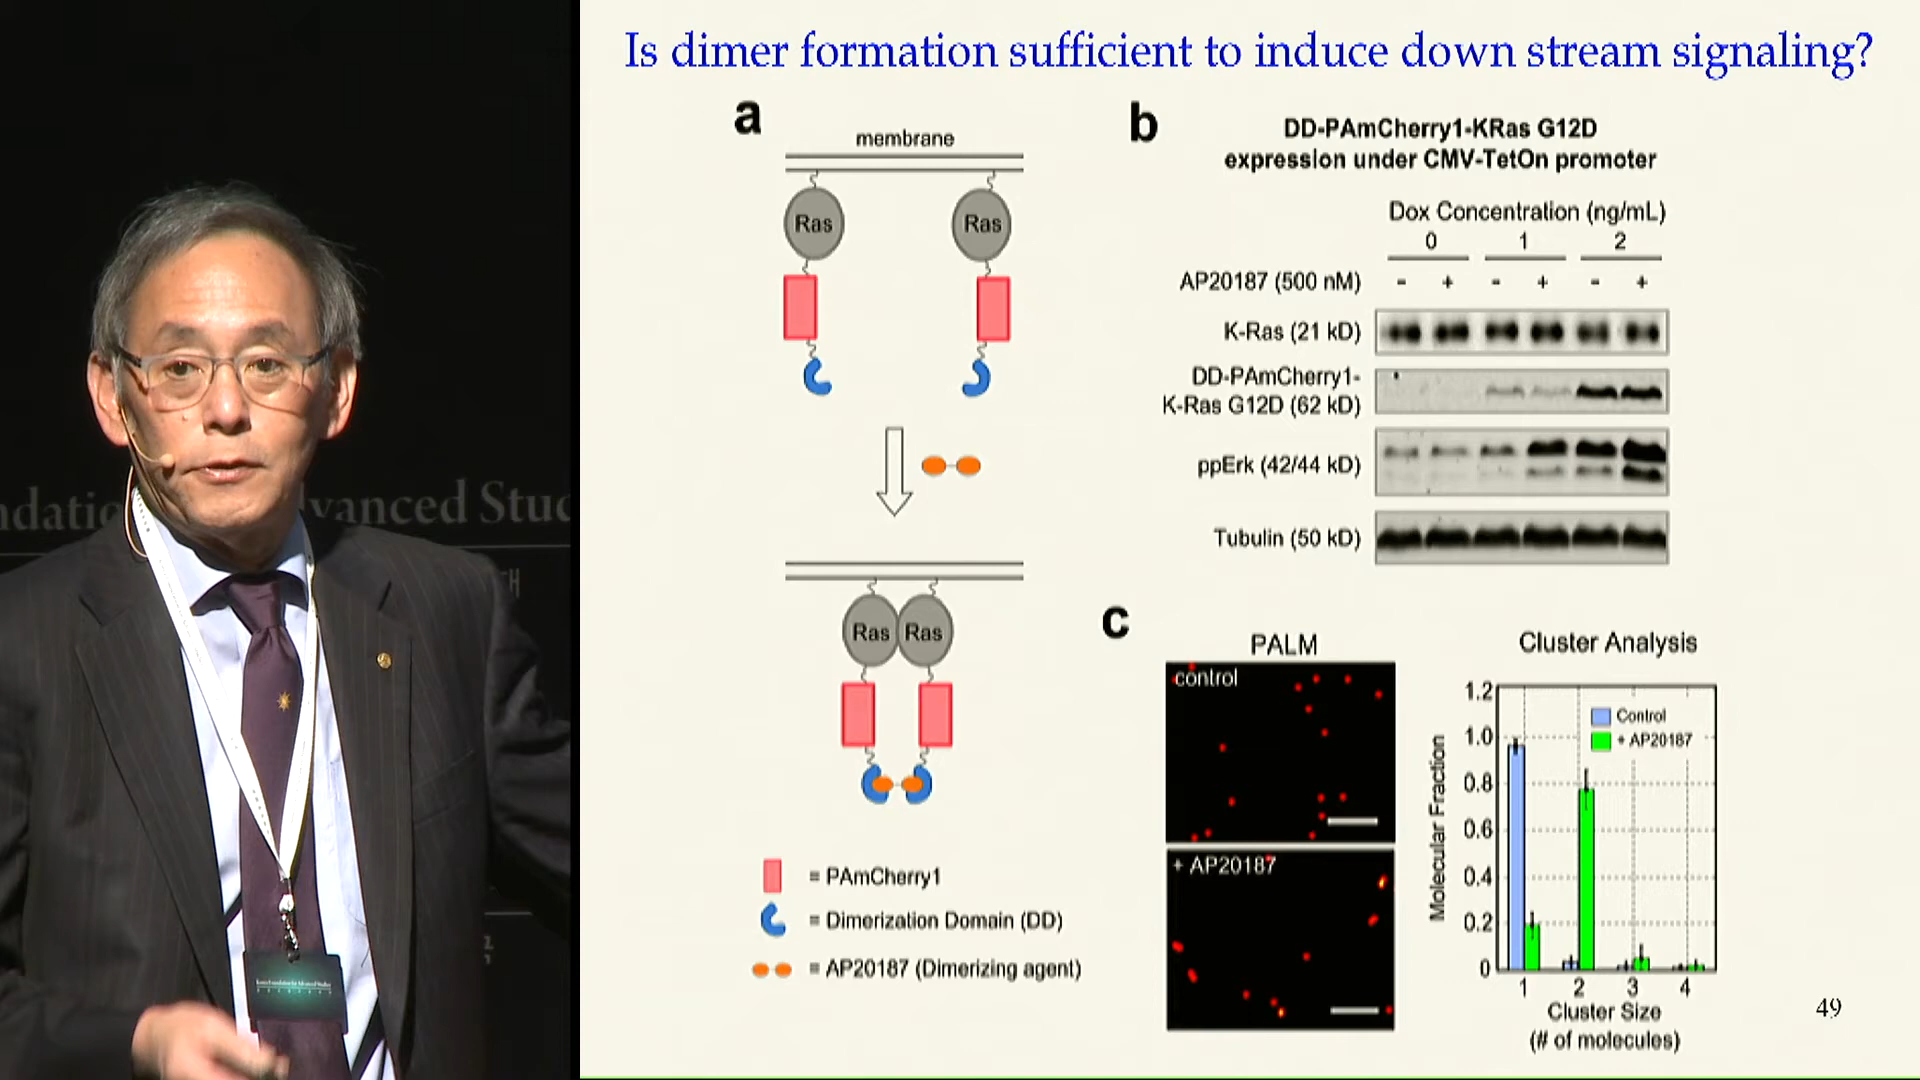 Is dimer formation sufficient to induce down stream signaling?
a
membrane
Ras Ras
Ras Ras
= PAmCherry1
= Dimerization Domain (DD)
= AP20187 (Dimerizing agent)
b
DD-PAmCherry1-KRas G12D
expression under CMV-TetOn promoter
Dox Concentration (ng/mL)
0 1 2
AP20187 (500 nM) - + - + - +
K-Ras (21 kD)
DD-PAmCherry1-
K-Ras G12D (62 kD)
ppErk (42/44 kD)
Tubulin (50 kD)
c
PALM
control
+ AP20187
Cluster Analysis
Molecular Fraction
1.2
1.0
0.8
0.6
0.4
0.2
0
Control
+ AP20187
1 2 3 4
Cluster Size
(# of molecules)
49
ndatio vanced Stud